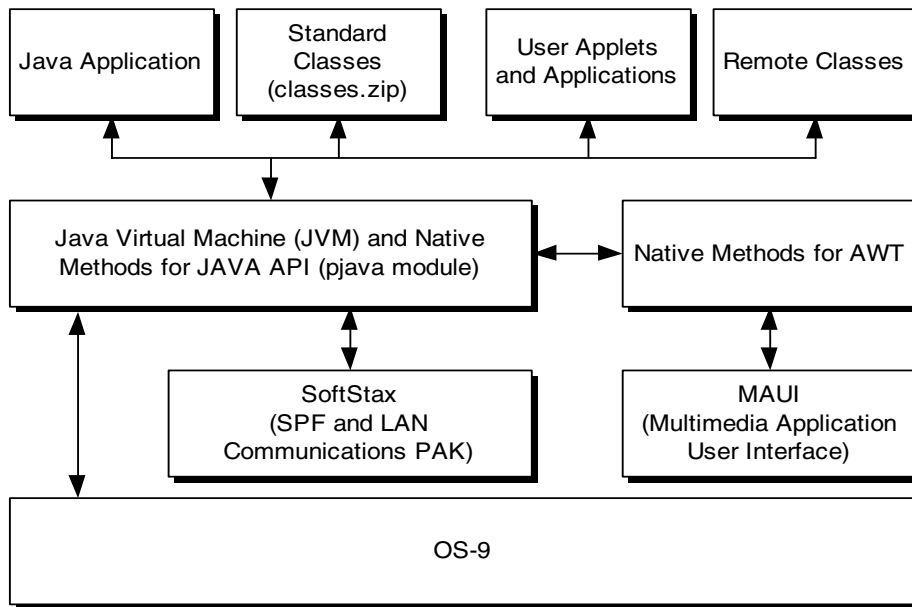 Java Application
Standard
Classes
(classes.zip)
User Applets
and Applications
Remote Classes
Java Virtual Machine (JVM) and Native
Methods for JAVA API (pjava module)
Native Methods for AWT
SoftStax
(SPF and LAN
Communications PAK)
MAUI
(Multimedia Application
User Interface)
OS-9